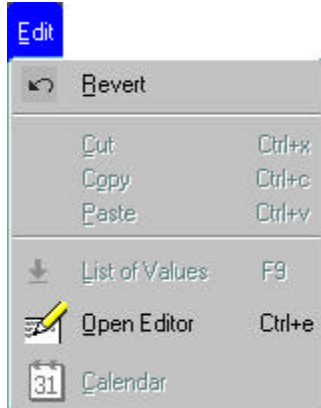 Edit
Revert
Cut Ctrl+x
Copy Ctrl+c
Paste Ctrl+v
List of Values F9
Open Editor Ctrl+e
31 Calendar